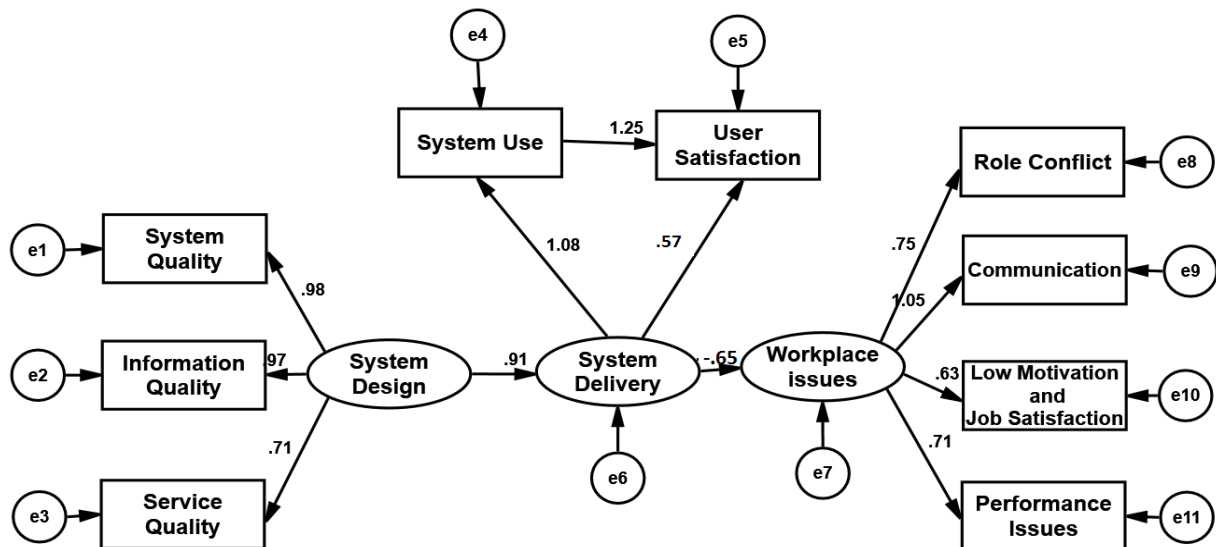 e4
e5
System Use
1.25
User
Satisfaction
Role Conflict
e8
e1
System
Quality
1.08
.57
.75
Communication
e9
.98
1.05
e2
Information
Quality
.97
System
Design
.91
System
Delivery
-.65
Workplace
issues
.63
Low Motivation
and
Job Satisfaction
e10
.71
.71
e6
e7
e3
Service
Quality
Performance
Issues
e11